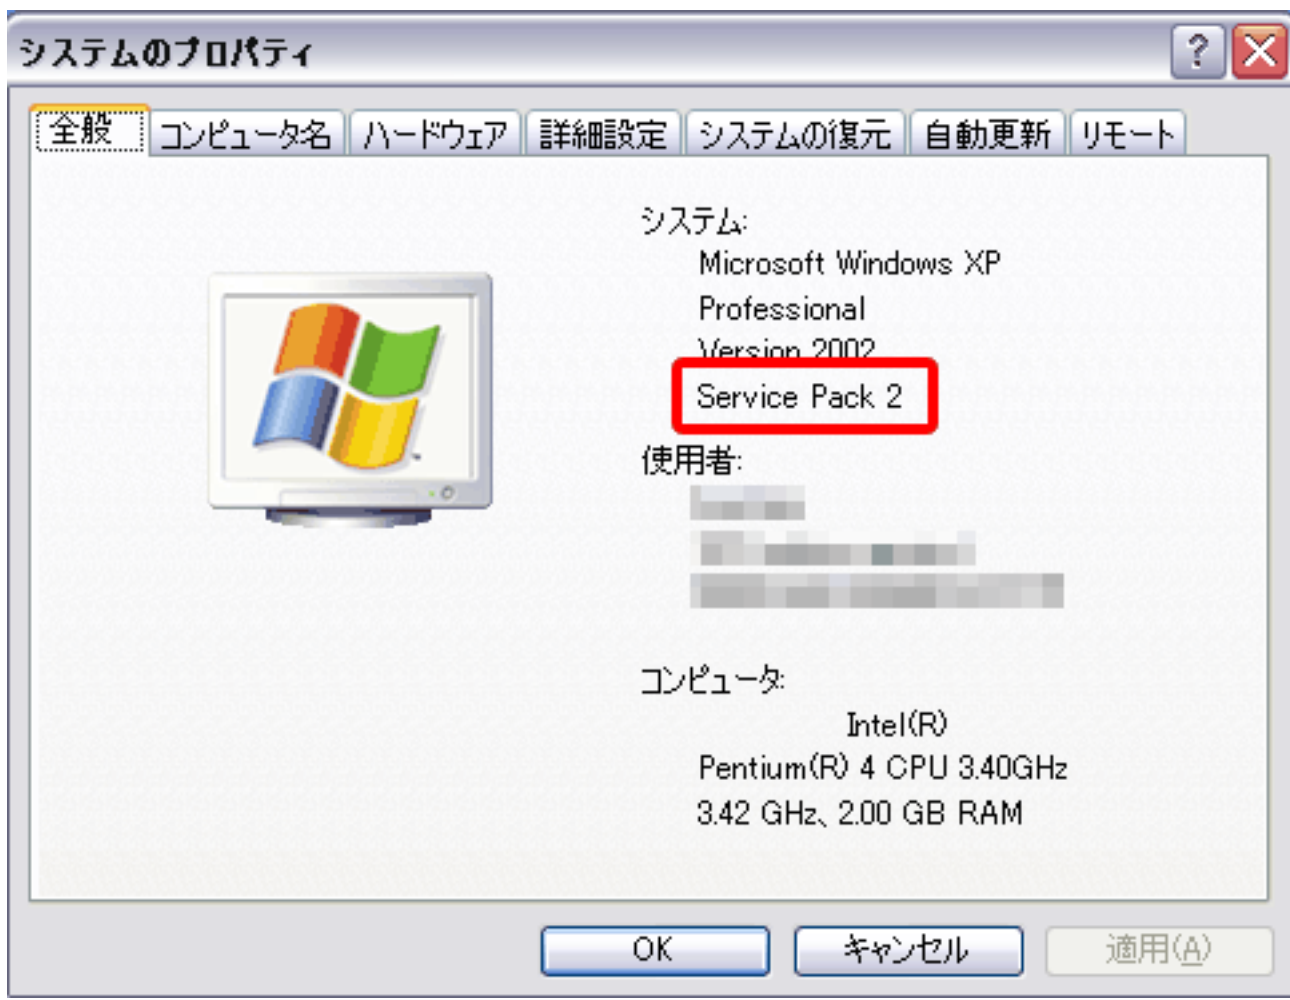 システムのプロパティ
全般 コンピュータ名 ハードウェア 詳細設定 システムの復元 自動更新 リモート
システム:
Microsoft Windows XP
Professional
Version 2002
Service Pack 2
使用者:
コンピュータ:
Intel(R)
Pentium(R) 4 CPU 3.40GHz
3.42 GHz、2.00 GB RAM
OK キャンセル 適用(A)